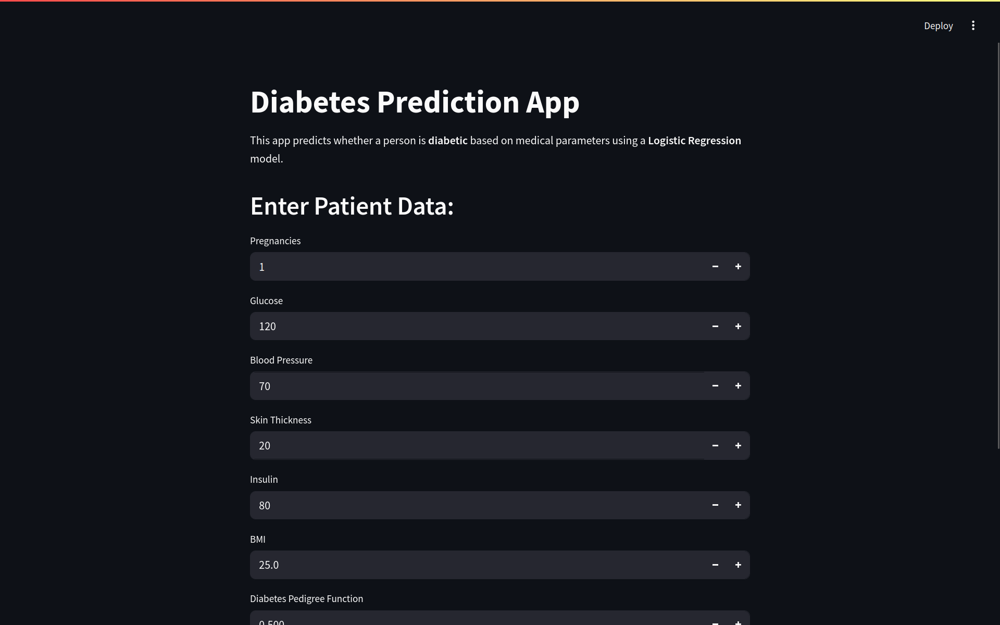 Deploy
Diabetes Prediction App
This app predicts whether a person is diabetic based on medical parameters using a Logistic Regression
model.
Enter Patient Data:
Pregnancies
1
Glucose
120
Blood Pressure
70
Skin Thickness
20
Insulin
80
BMI
25.0
Diabetes Pedigree Function
0.500